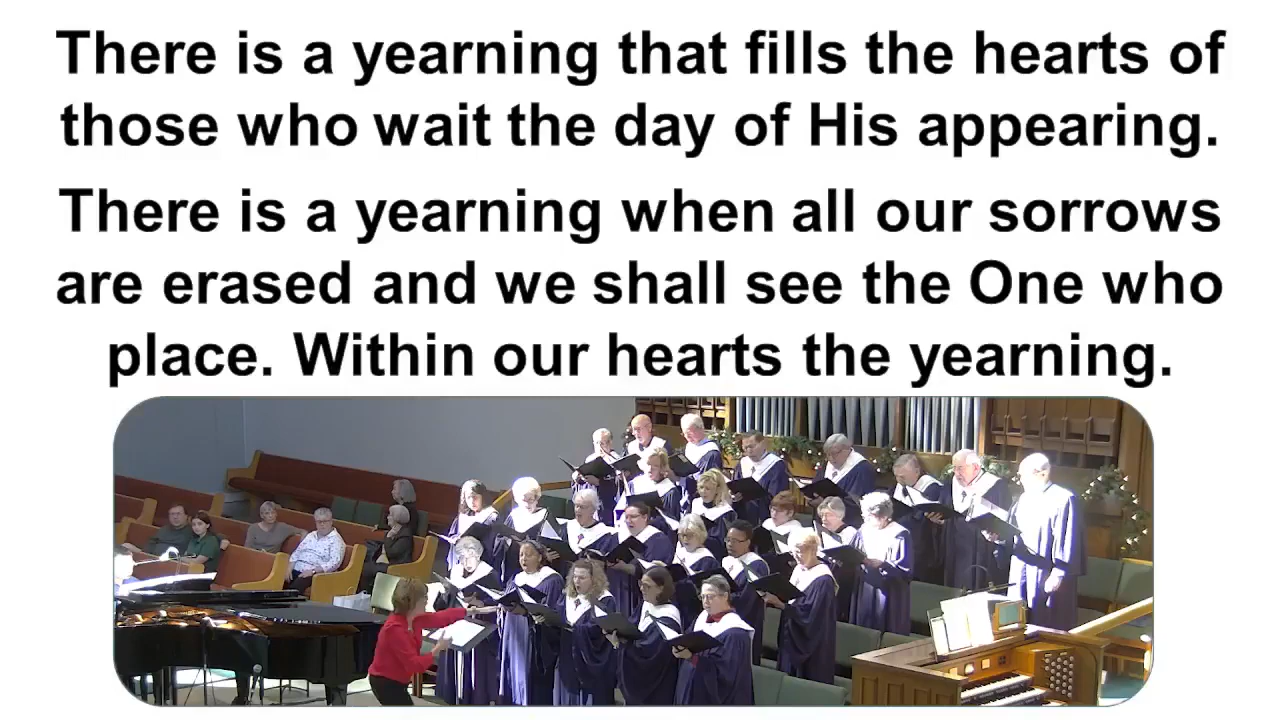 There is a yearning that fills the hearts of
those who wait the day of His appearing.
There is a yearning when all our sorrows
are erased and we shall see the One who
place. Within our hearts the yearning.